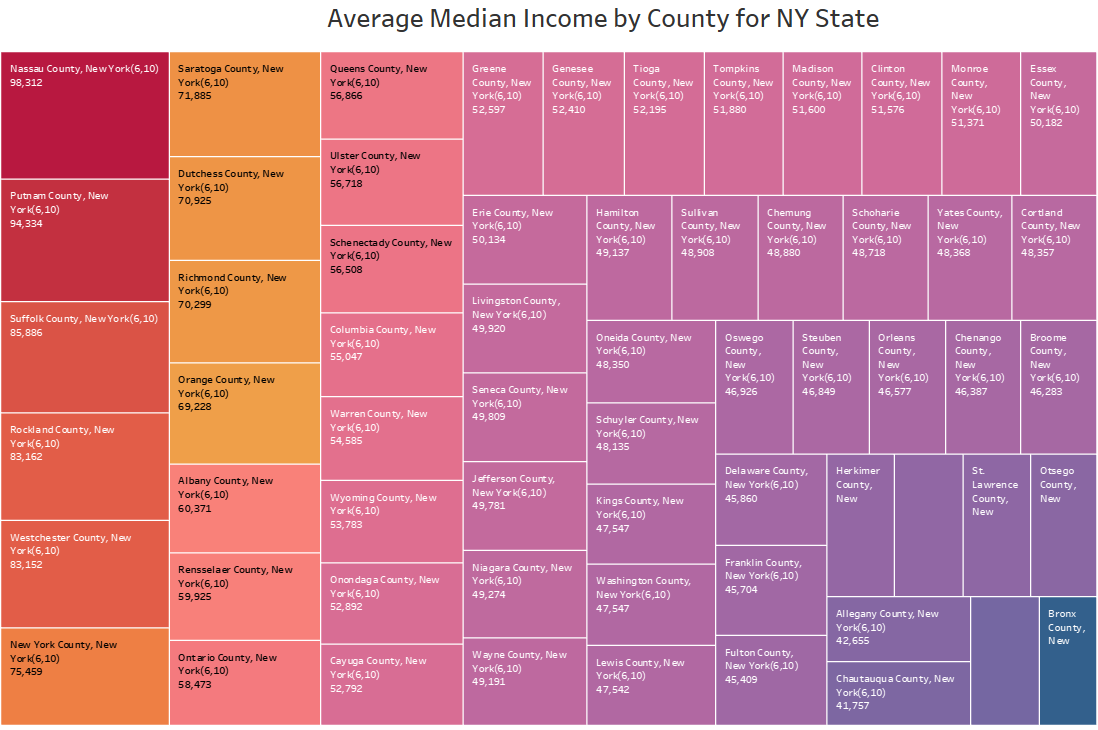 Average Median Income by County for NY State
Nassau County, New York(6,10)
98,312
Putnam County, New
York(6,10)
94,334
Suffolk County, New York(6,10)
85,886
Rockland County, New
York(6,10)
83,162
Westchester County, New
York(6,10)
83,152
New York County, New
York(6,10)
75,459
Saratoga County, New
York(6,10)
71,885
Dutchess County, New
York(6,10)
70,925
Richmond County, New
York(6,10)
70,299
Orange County, New
York(6,10)
69,228
Albany County, New
York(6,10)
60,371
Rensselaer County, New
York(6,10)
59,925
Ontario County, New
York(6,10)
58,473
Queens County, New
York(6,10)
56,866
Ulster County, New
York(6,10)
56,718
Schenectady County, New
York(6,10)
56,508
Columbia County, New
York(6,10)
55,047
Warren County, New
York(6,10)
54,585
Wyoming County, New
York(6,10)
53,783
Onondaga County, New
York(6,10)
52,892
Cayuga County, New
York(6,10)
52,792
Greene
County, New
York(6,10)
52,597
Genesee
County, New
York(6,10)
52,410
Tioga
County, New
York(6,10)
52,195
Tompkins
County, New
York(6,10)
51,880
Madison
County, New
York(6,10)
51,600
Clinton
County, New
York(6,10)
51,576
Monroe
County,
New
York(6,10)
51,371
Essex
County,
New
York(6,10)
50,182
Erie County, New
York(6,10)
50,134
Livingston County,
New York(6,10)
49,920
Seneca County, New
York(6,10)
49,809
Jefferson County,
New York(6,10)
49,781
Niagara County, New
York(6,10)
49,274
Wayne County, New
York(6,10)
49,191
Hamilton
County, New
York(6,10)
49,137
Sullivan
County, New
York(6,10)
48,908
Chemung
County, New
York(6,10)
48,880
Schoharie
County, New
York(6,10)
48,718
Yates County,
New
York(6,10)
48,368
Cortland
County, New
York(6,10)
48,357
Oneida County, New
York(6,10)
48,350
Schuyler County, New
York(6,10)
48,135
Kings County, New
York(6,10)
47,547
Washington County,
New York(6,10)
47,547
Lewis County, New
York(6,10)
47,542
Oswego
County,
New
York(6,10)
46,926
Steuben
County,
New
York(6,10)
46,849
Orleans
County,
New
York(6,10)
46,577
Chenango
County,
New
York(6,10)
46,387
Broome
County,
New
York(6,10)
46,283
Delaware County,
New York(6,10)
45,860
Franklin County,
New York(6,10)
45,704
Fulton County,
New York(6,10)
45,409
Herkimer
County,
New
St.
Lawrence
County,
New
Otsego
County,
New
Allegany County, New
York(6,10)
42,655
Chautauqua County, New
York(6,10)
41,757
Bronx
County,
New